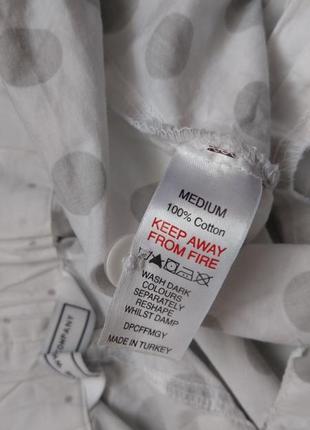 MEDIUM
100% Cotton
KEEP AWAY
FROM FIRE
WASH DARK
COLOURS
SEPARATELY
RESHAPE
WHILST DAMP
DPCFFMGY
MADE IN TURKEY
COMPANY